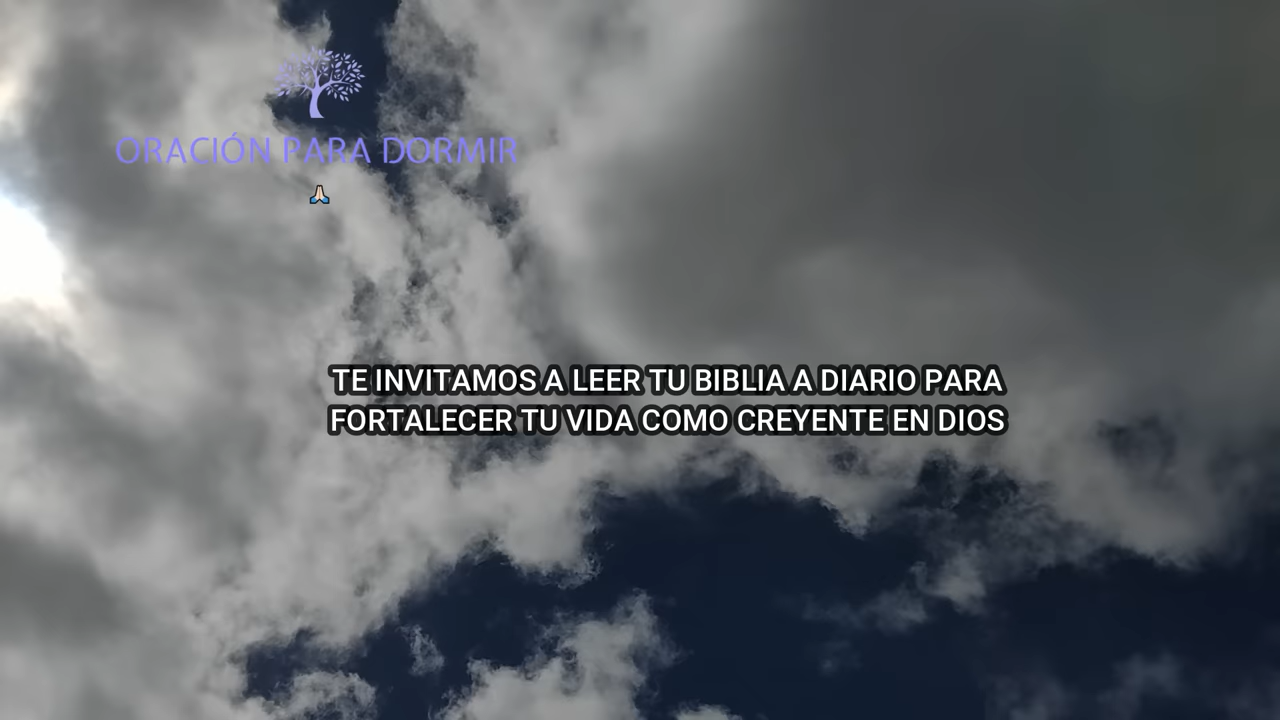 ORACIÓN PARA DORMIR
TE INVITAMOS A LEER TU BIBLIA A DIARIO PARA
FORTALECER TU VIDA COMO CREYENTE EN DIOS